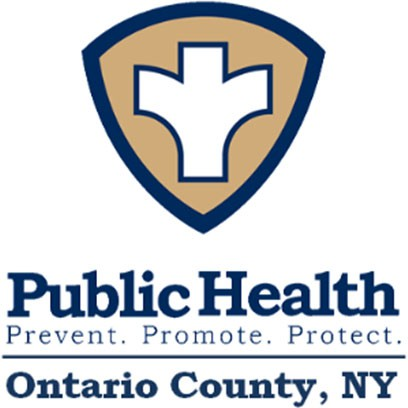 Public Health
Prevent. Promote. Protect.
Ontario County, NY